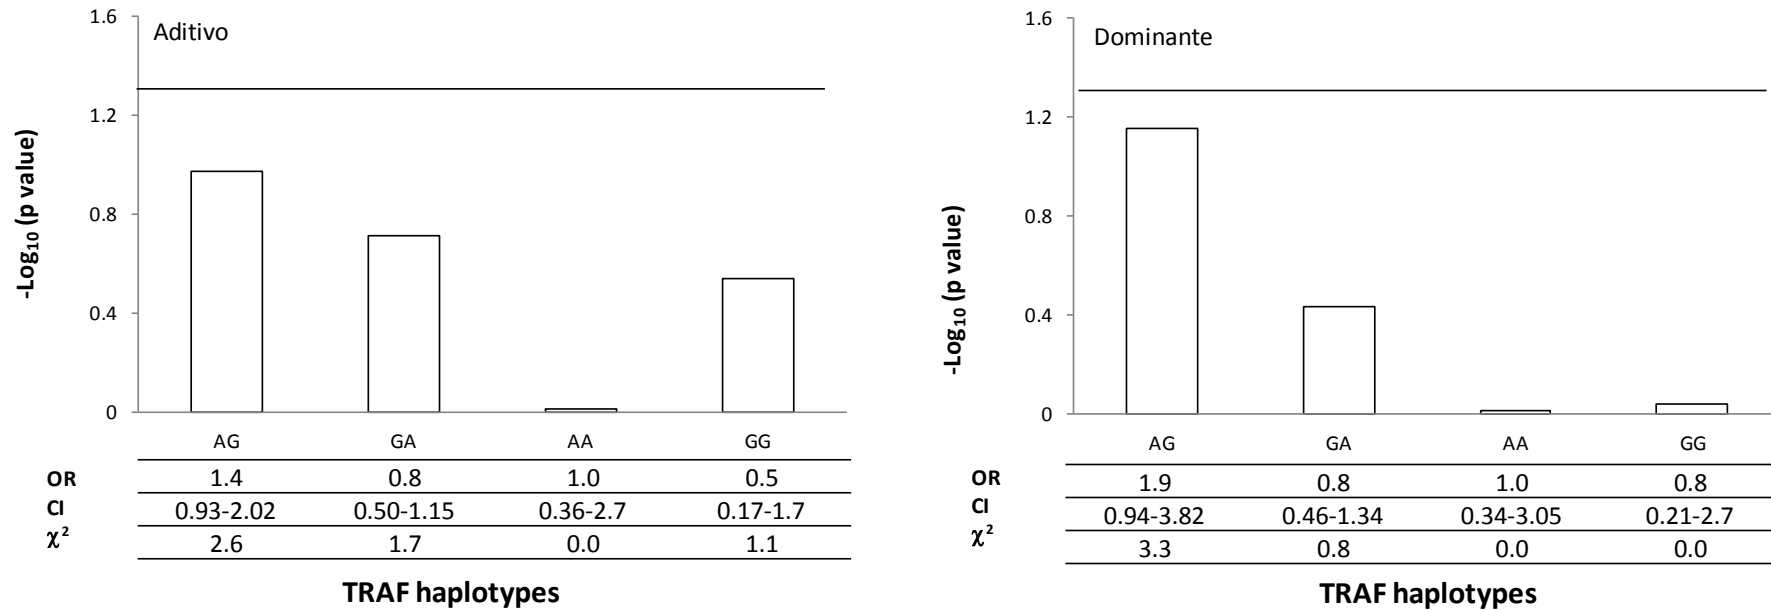 Aditivo
-Log10 (p value)
1.6
1.2
0.8
0.4
0
AG GA AA GG
OR 1.4 0.8 1.0 0.5
CI 0.93-2.02 0.50-1.15 0.36-2.7 0.17-1.7
χ² 2.6 1.7 0.0 1.1
TRAF haplotypes
Dominante
-Log10 (p value)
1.6
1.2
0.8
0.4
0
AG GA AA GG
OR 1.9 0.8 1.0 0.8
CI 0.94-3.82 0.46-1.34 0.34-3.05 0.21-2.7
χ² 3.3 0.8 0.0 0.0
TRAF haplotypes